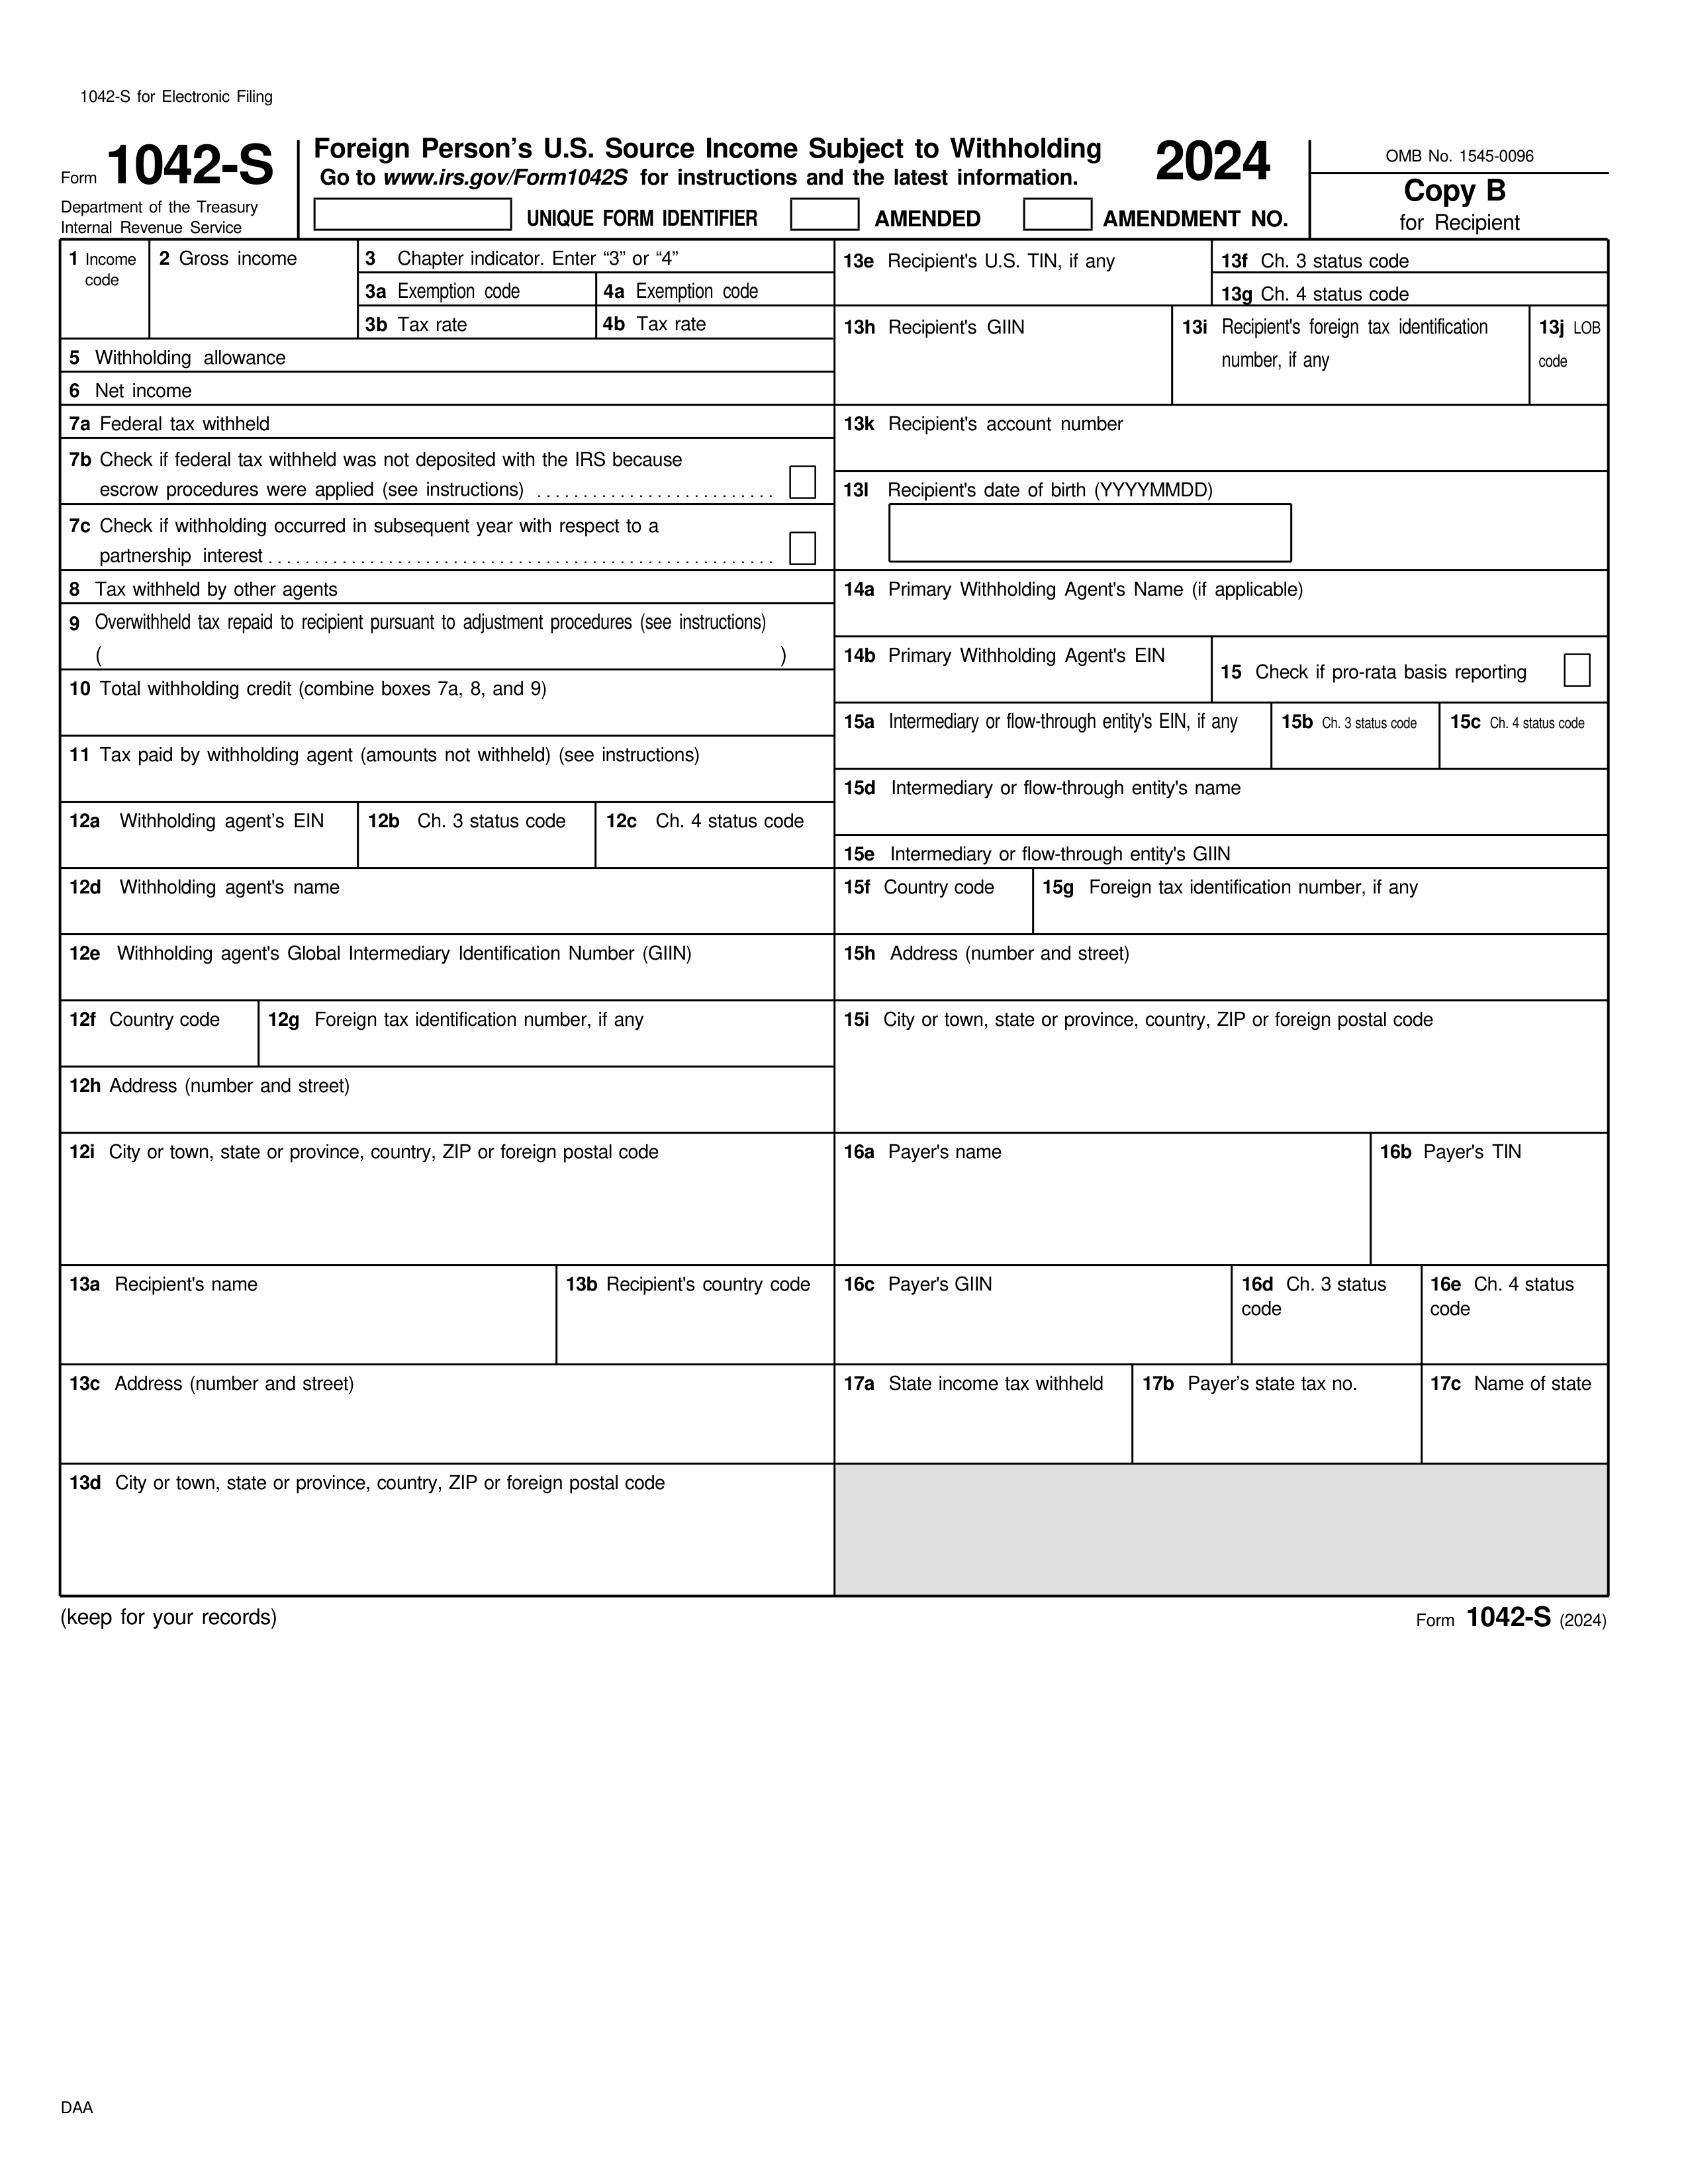 1042-S for Electronic Filing
Form 1042-S
Department of the Treasury
Internal Revenue Service
Foreign Person’s U.S. Source Income Subject to Withholding
Go to www.irs.gov/Form1042S for instructions and the latest information.
UNIQUE FORM IDENTIFIER AMENDED AMENDMENT NO.
2024
OMB No. 1545-0096
Copy B
for Recipient
1 Income
code
2 Gross income
3 Chapter indicator. Enter “3” or “4”
3a Exemption code
4a Exemption code
3b Tax rate
4b Tax rate
5 Withholding allowance
6 Net income
7a Federal tax withheld
7b Check if federal tax withheld was not deposited with the IRS because
escrow procedures were applied (see instructions) ..........................
7c Check if withholding occurred in subsequent year with respect to a
partnership interest .......................................................
8 Tax withheld by other agents
9 Overwithheld tax repaid to recipient pursuant to adjustment procedures (see instructions)
( )
10 Total withholding credit (combine boxes 7a, 8, and 9)
11 Tax paid by withholding agent (amounts not withheld) (see instructions)
12a Withholding agent’s EIN
12b Ch. 3 status code
12c Ch. 4 status code
12d Withholding agent's name
12e Withholding agent's Global Intermediary Identification Number (GIIN)
12f Country code
12g Foreign tax identification number, if any
12h Address (number and street)
12i City or town, state or province, country, ZIP or foreign postal code
13a Recipient's name
13b Recipient's country code
13c Address (number and street)
13d City or town, state or province, country, ZIP or foreign postal code
13e Recipient's U.S. TIN, if any
13f Ch. 3 status code
13g Ch. 4 status code
13h Recipient's GIIN
13i Recipient's foreign tax identification
number, if any
13j LOB
code
13k Recipient's account number
13l Recipient's date of birth (YYYYMMDD)
14a Primary Withholding Agent's Name (if applicable)
14b Primary Withholding Agent's EIN
15 Check if pro-rata basis reporting
15a Intermediary or flow-through entity's EIN, if any
15b Ch. 3 status code
15c Ch. 4 status code
15d Intermediary or flow-through entity's name
15e Intermediary or flow-through entity's GIIN
15f Country code
15g Foreign tax identification number, if any
15h Address (number and street)
15i City or town, state or province, country, ZIP or foreign postal code
16a Payer's name
16b Payer's TIN
16c Payer's GIIN
16d Ch. 3 status
code
16e Ch. 4 status
code
17a State income tax withheld
17b Payer’s state tax no.
17c Name of state
(keep for your records)
Form 1042-S (2024)
DAA